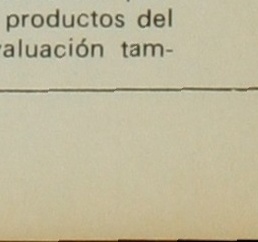 productos del
valuación tam-